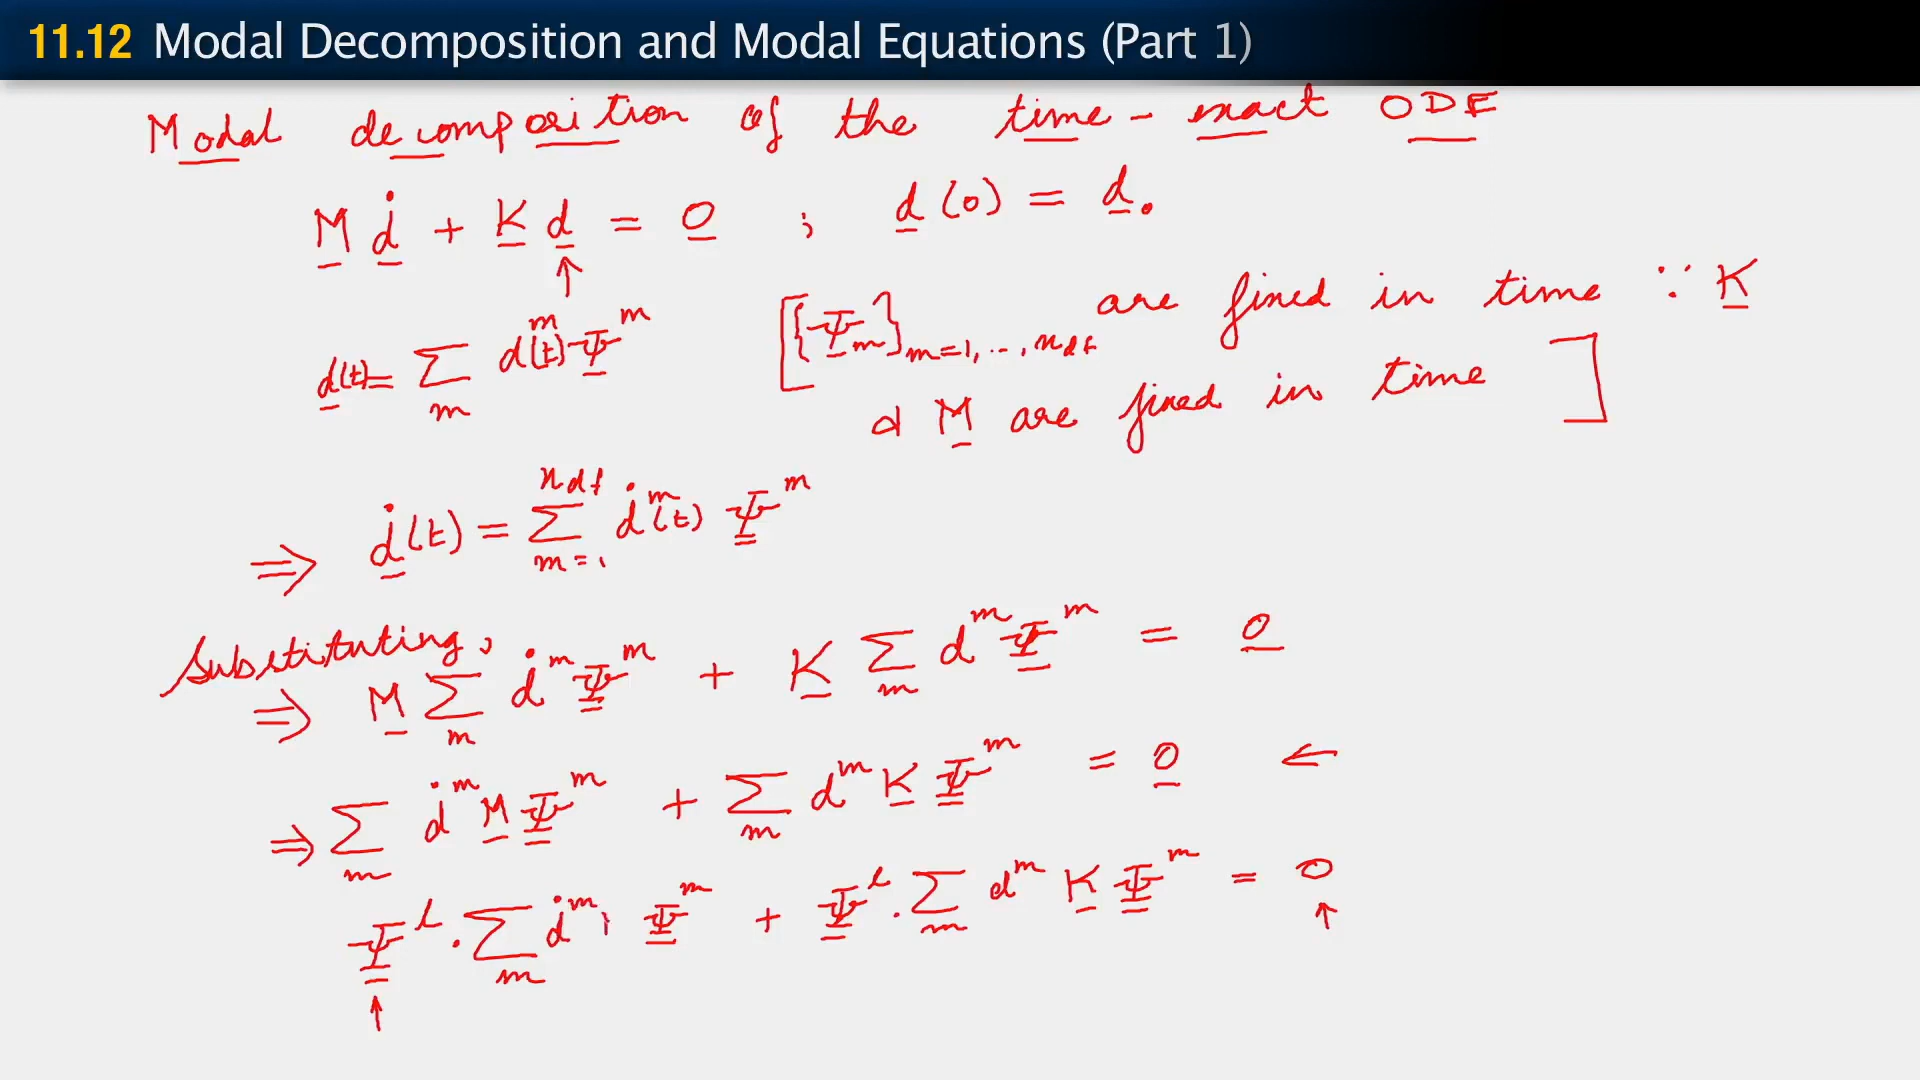 11.12 Modal Decomposition and Modal Equations (Part 1)
Modal decomposition of the time-exact ODE
M ḋ + K d = 0 ; d(0) = d₀
↑
d(t) = Σ_m d^m(t) Ψ^m [{Ψ_m}_{m=1,...,n_df} are fixed in time ∵ K
& M are fixed in time]
⇒ ḋ(t) = Σ_{m=1}^{n_df} ḋ^m(t) Ψ^m
Substituting,
⇒ M Σ_m ḋ^m Ψ^m + K Σ_m d^m Ψ^m = 0
⇒ Σ_m ḋ^m M Ψ^m + Σ_m d^m K Ψ^m = 0 ←
Ψ^l . Σ_m ḋ^m Ψ^m + Ψ^l . Σ_m d^m K Ψ^m = 0
↑ ↑